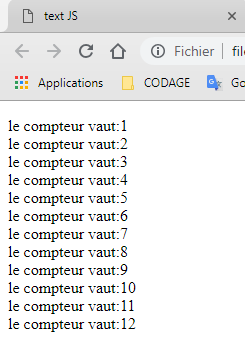 text JS
Fichier | file
Applications CODAGE Go
le compteur vaut:1
le compteur vaut:2
le compteur vaut:3
le compteur vaut:4
le compteur vaut:5
le compteur vaut:6
le compteur vaut:7
le compteur vaut:8
le compteur vaut:9
le compteur vaut:10
le compteur vaut:11
le compteur vaut:12